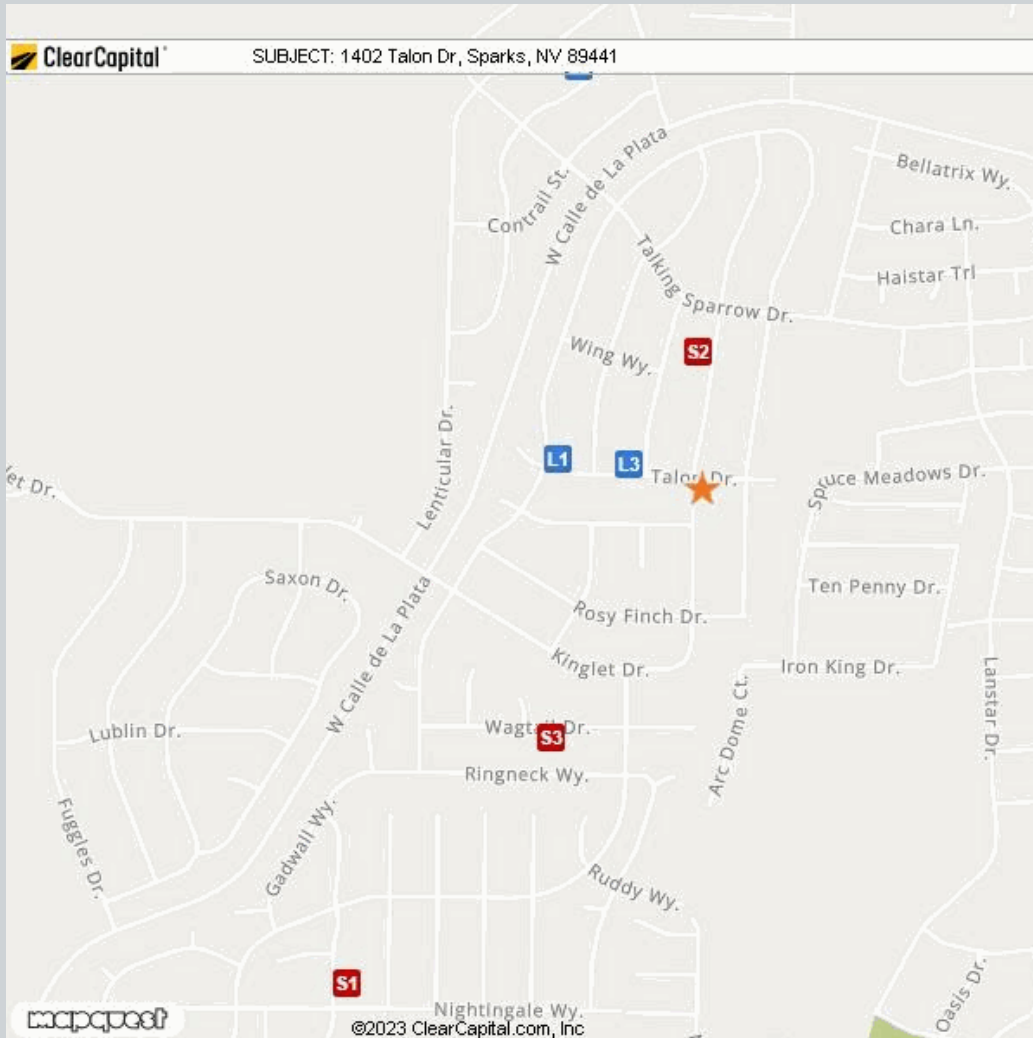 ClearCapital
SUBJECT: 1402 Talon Dr, Sparks, NV 89441
Bellatrix Wy.
Contrail St.
W Calle de La Plata
Chara Ln.
Haistar Trl
Talking Sparrow Dr.
Wing Wy.
S2
Lenticular Dr.
L1
L3
Talon Dr.
let Dr.
Spruce Meadows Dr.
Saxon Dr.
Ten Penny Dr.
Rosy Finch Dr.
W Calle de La Plata
Kinglet Dr.
Iron King Dr.
Lanstar Dr.
Arc Dome Ct.
Lublin Dr.
Wagtail Dr.
S3
Ringneck Wy.
Fuggles Dr.
Gadwall Wy.
Ruddy Wy.
S1
Oasis Dr.
Nightingale Wy.
mapquest
©2023 ClearCapital.com, Inc